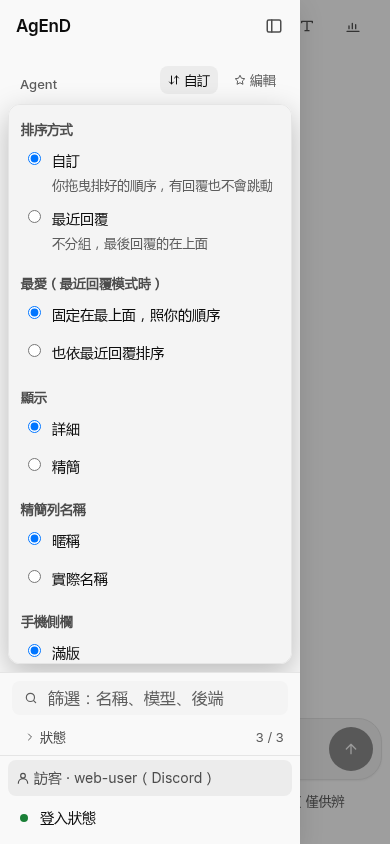 AgEnD
T
Agent
自訂
編輯
排序方式
自訂
你拖曳排好的順序，有回覆也不會跳動
最近回覆
不分組，最後回覆的在上面
最愛（最近回覆模式時）
固定在最上面，照你的順序
也依最近回覆排序
顯示
詳細
精簡
精簡列名稱
暱稱
實際名稱
手機側欄
滿版
篩選：名稱、模型、後端
狀態
3 / 3
訪客 · web-user（Discord）
僅供辨
登入狀態